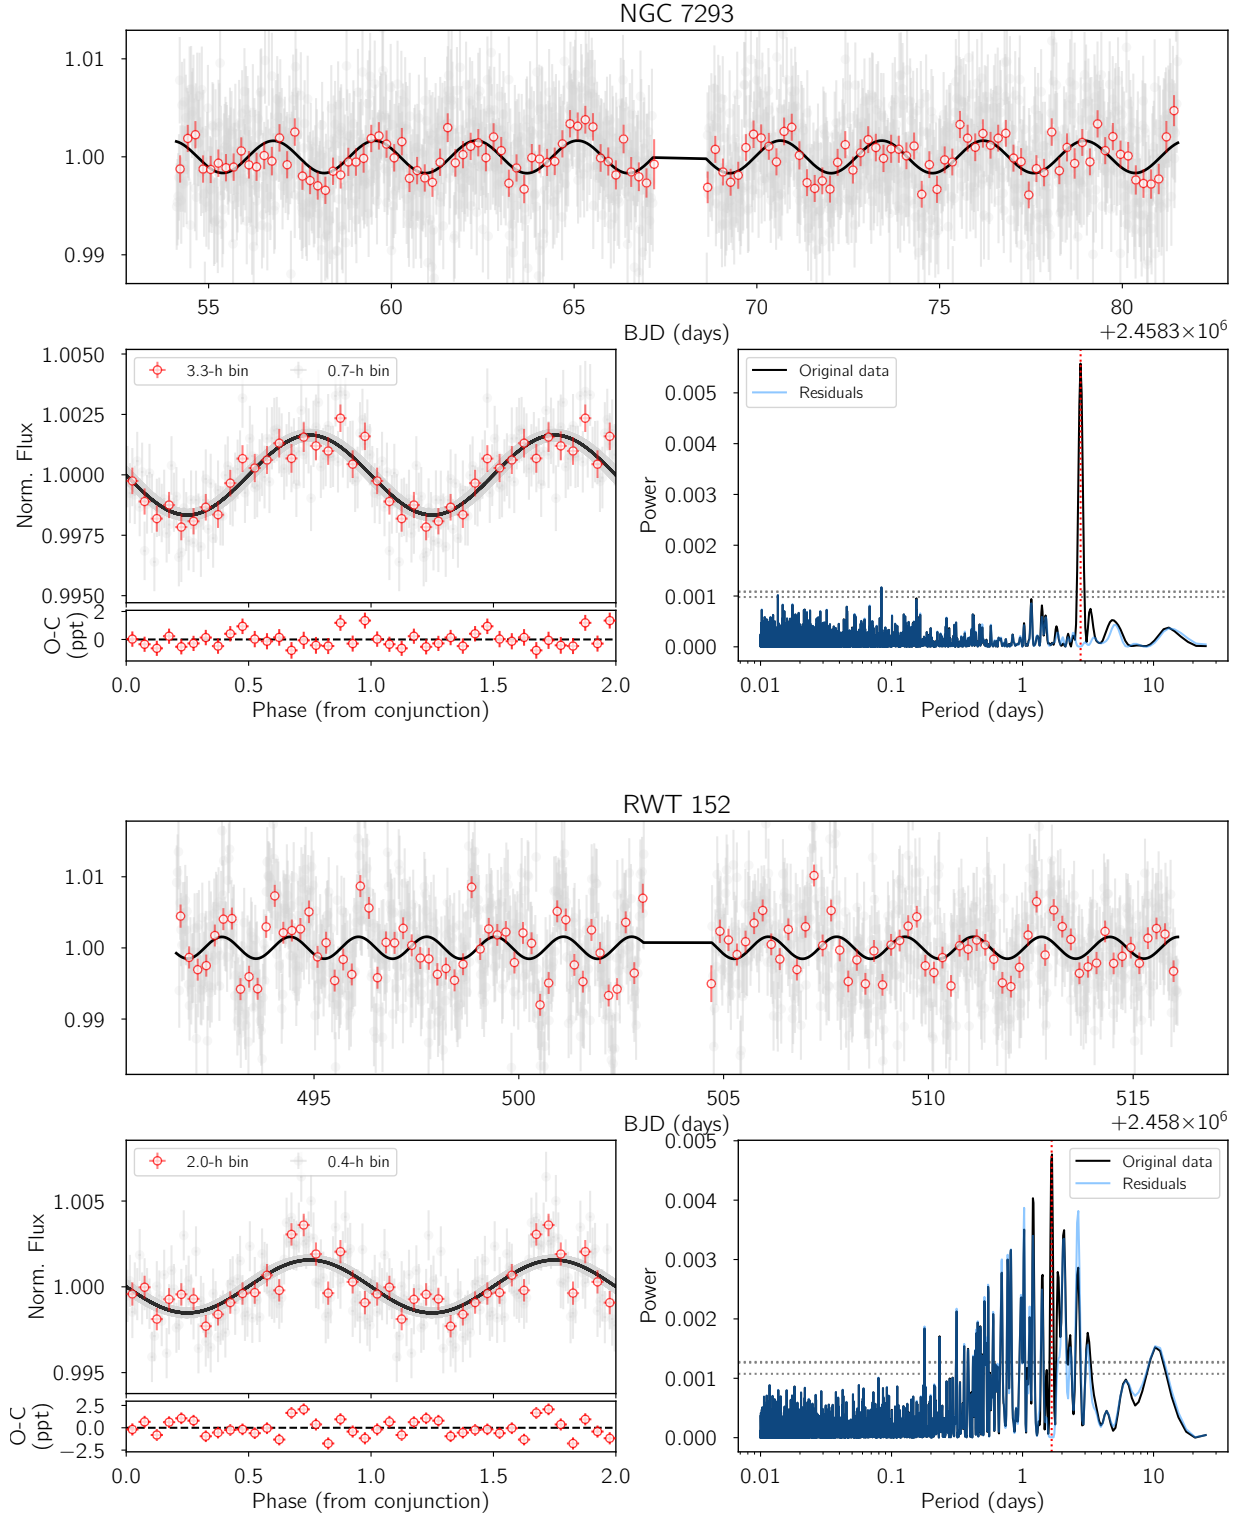 NGC 7293
1.01
1.00
0.99
55 60 65 70 75 80
BJD (days)
+2.4583×10⁶
1.0050
1.0025
1.0000
0.9975
0.9950
Norm. Flux
3.3-h bin 0.7-h bin
2
0
O-C
(ppt)
0.0 0.5 1.0 1.5 2.0
Phase (from conjunction)
Original data
Residuals
0.005
0.004
0.003
0.002
0.001
0.000
Power
0.01 0.1 1 10
Period (days)
RWT 152
1.01
1.00
0.99
495 500 505 510 515
BJD (days)
+2.458×10⁶
1.005
1.000
0.995
Norm. Flux
2.0-h bin 0.4-h bin
2.5
0.0
−2.5
O-C
(ppt)
0.0 0.5 1.0 1.5 2.0
Phase (from conjunction)
Original data
Residuals
0.005
0.004
0.003
0.002
0.001
0.000
Power
0.01 0.1 1 10
Period (days)